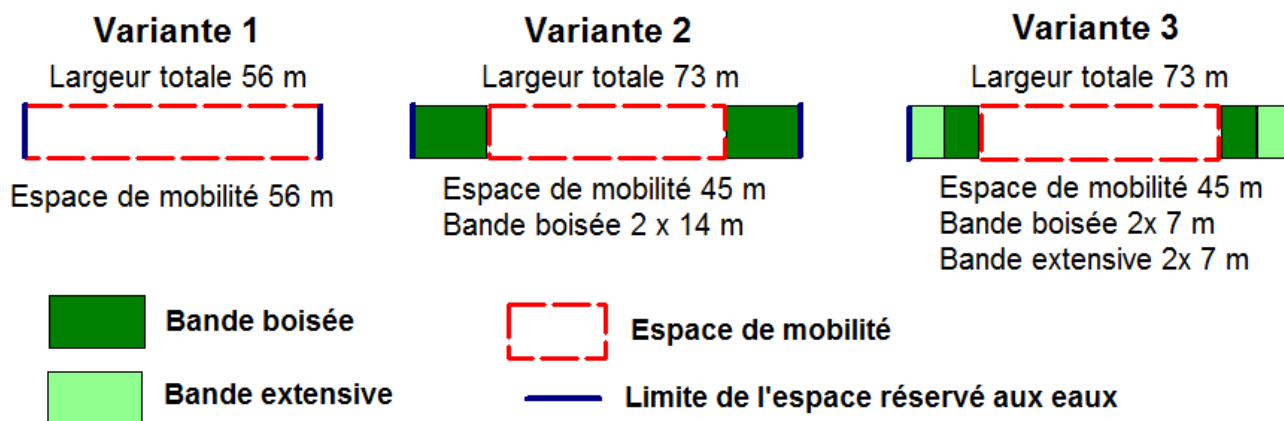 Variante 1
Largeur totale 56 m
Espace de mobilité 56 m
Variante 2
Largeur totale 73 m
Espace de mobilité 45 m
Bande boisée 2 x 14 m
Variante 3
Largeur totale 73 m
Espace de mobilité 45 m
Bande boisée 2x 7 m
Bande extensive 2x 7 m
Bande boisée
Espace de mobilité
Bande extensive
Limite de l'espace réservé aux eaux